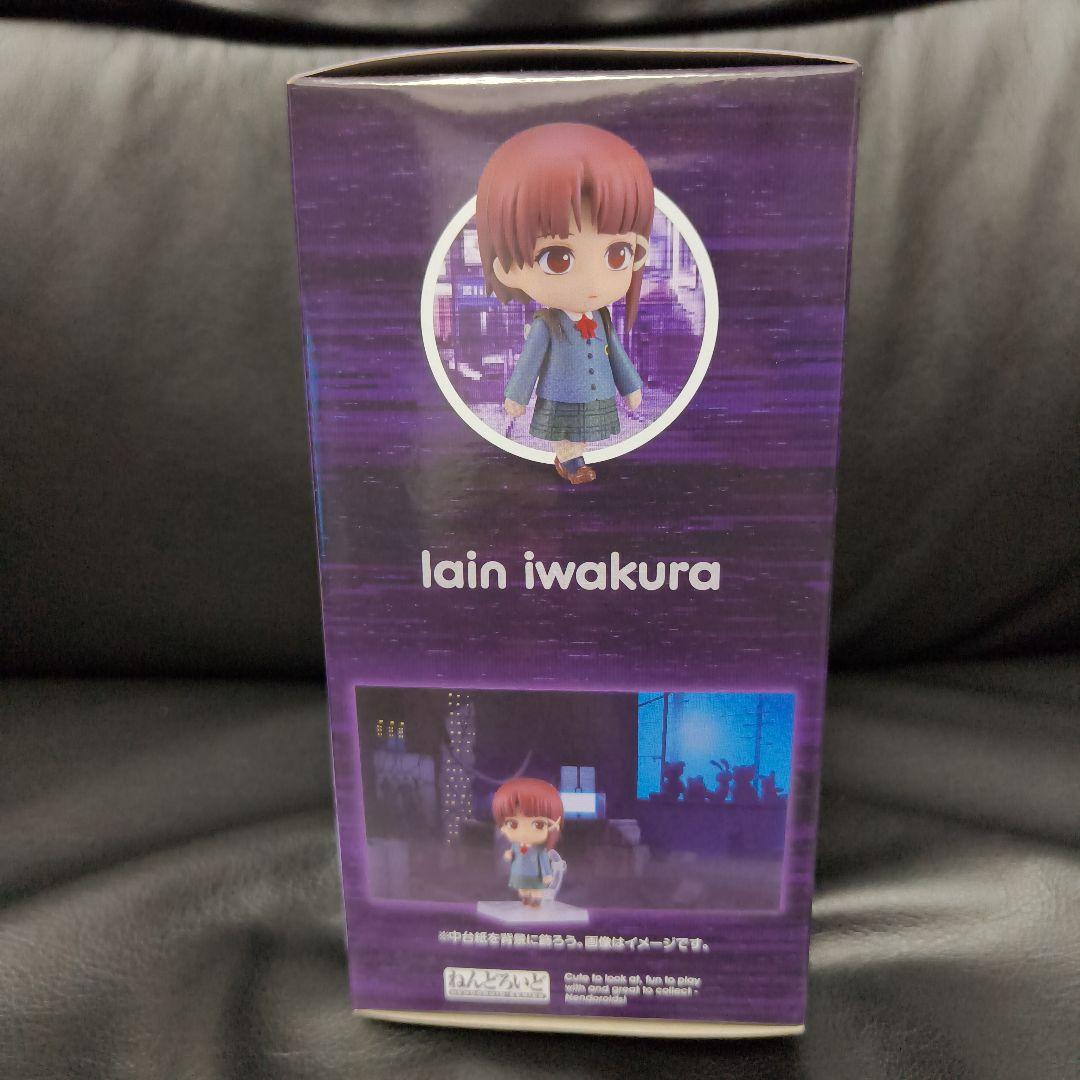 lain iwakura
※中台紙を背景に飾ろう。画像はイメージです。
ねんどろいど
NENDOROID SERIES
Cute to look at, fun to play
with and great to collect -
Nendoroids!